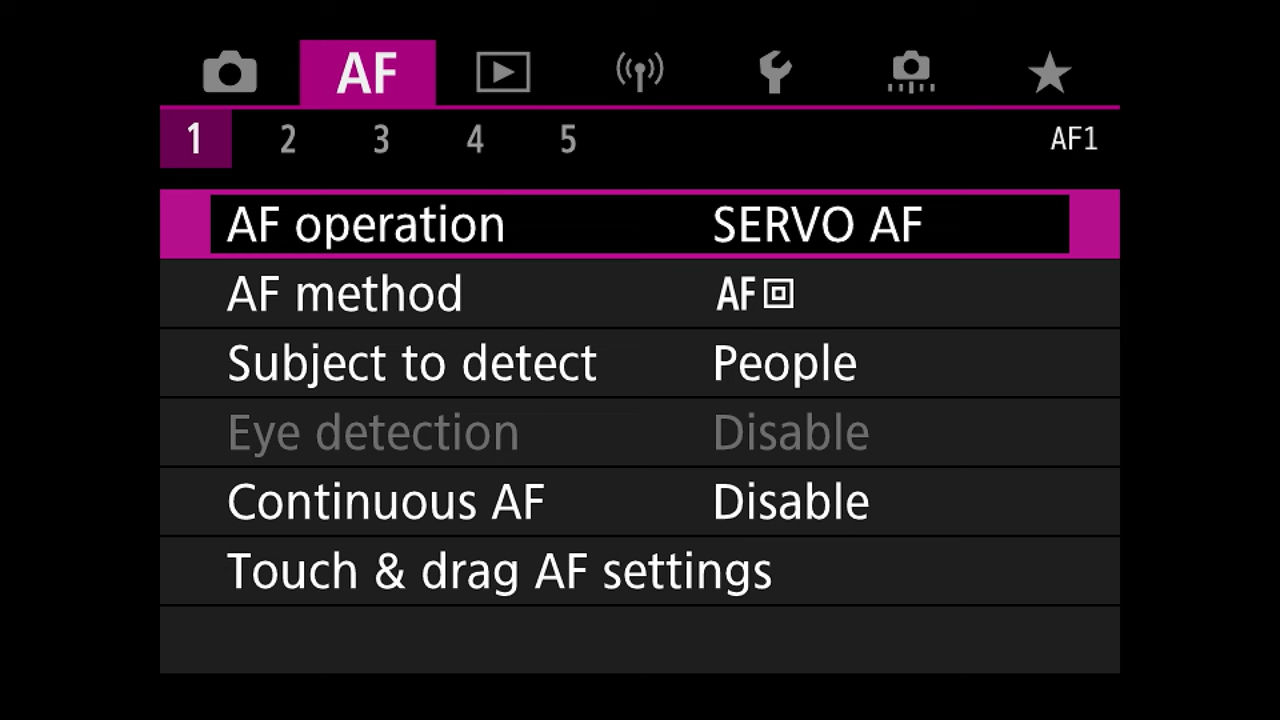 AF
1 2 3 4 5 AF1
AF operation SERVO AF
AF method AF
Subject to detect People
Eye detection Disable
Continuous AF Disable
Touch & drag AF settings